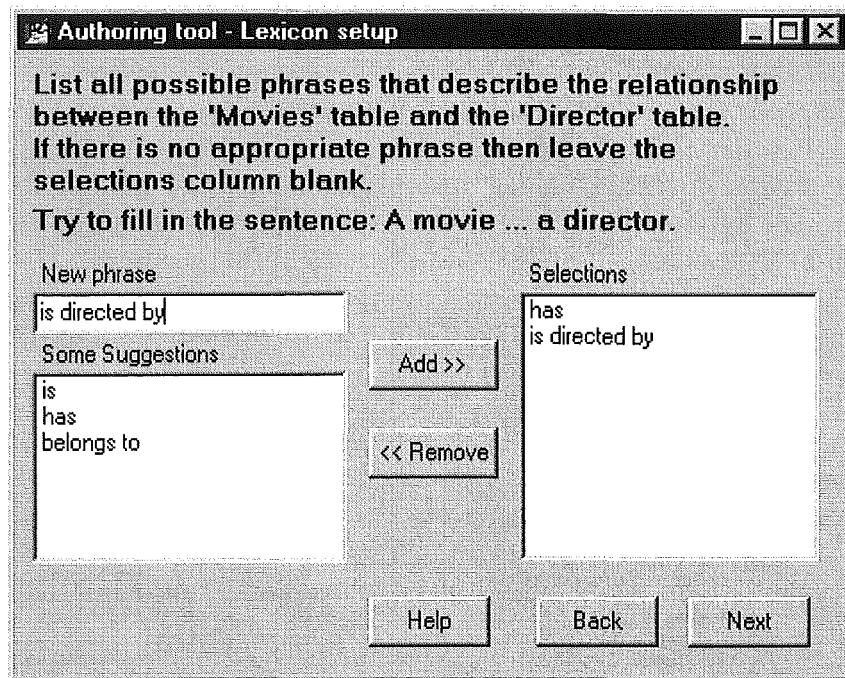 Authoring tool - Lexicon setup
List all possible phrases that describe the relationship
between the 'Movies' table and the 'Director' table.
If there is no appropriate phrase then leave the
selections column blank.
Try to fill in the sentence: A movie ... a director.
New phrase
is directed by
Some Suggestions
is
has
belongs to
Add >>
<< Remove
Selections
has
is directed by
Help
Back
Next